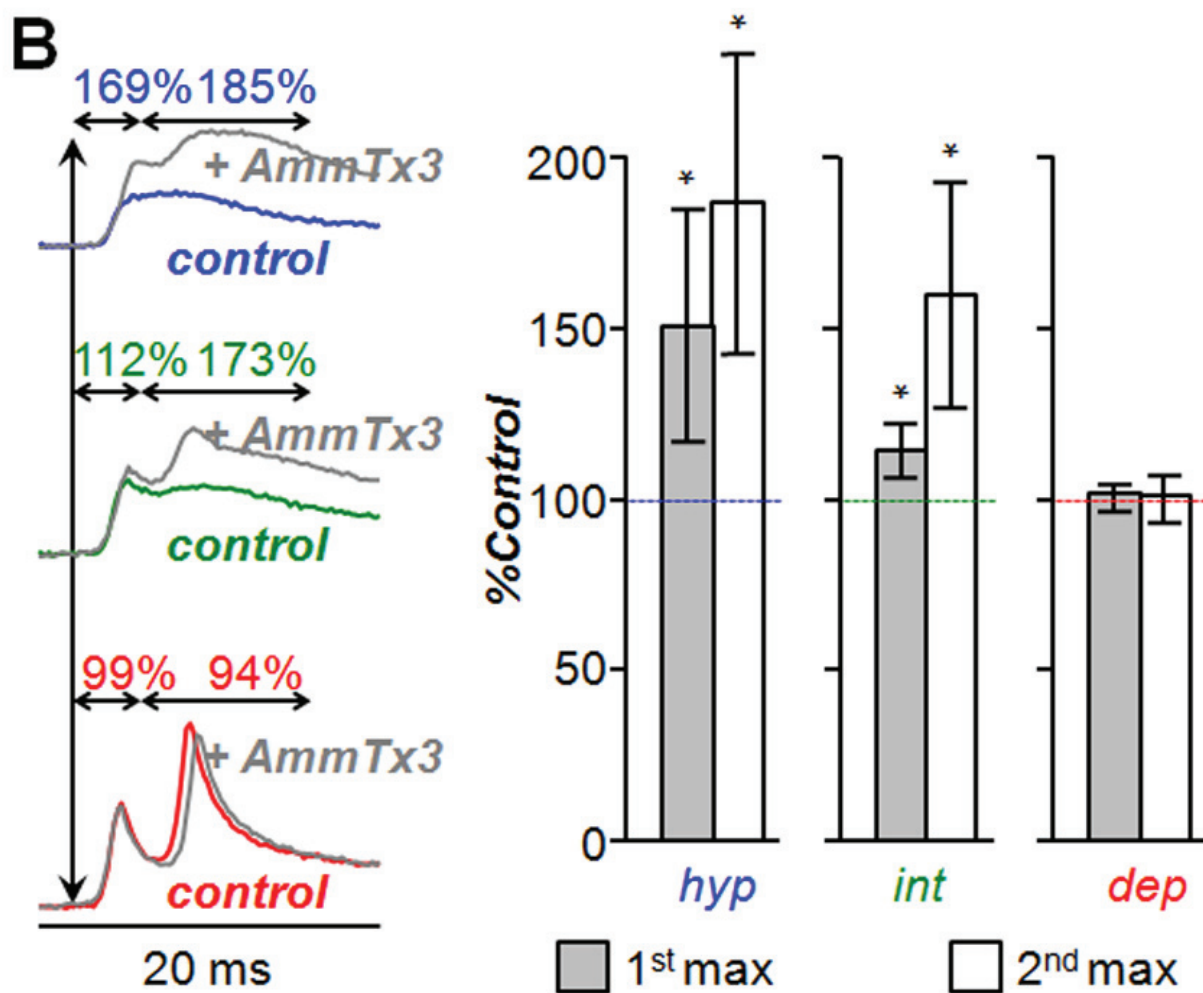 B
169% 185%
+ AmmTx3
control
112% 173%
+ AmmTx3
control
99% 94%
+ AmmTx3
control
20 ms
%Control
200
150
100
50
0
* *
* *
hyp
int
dep
1st max
2nd max